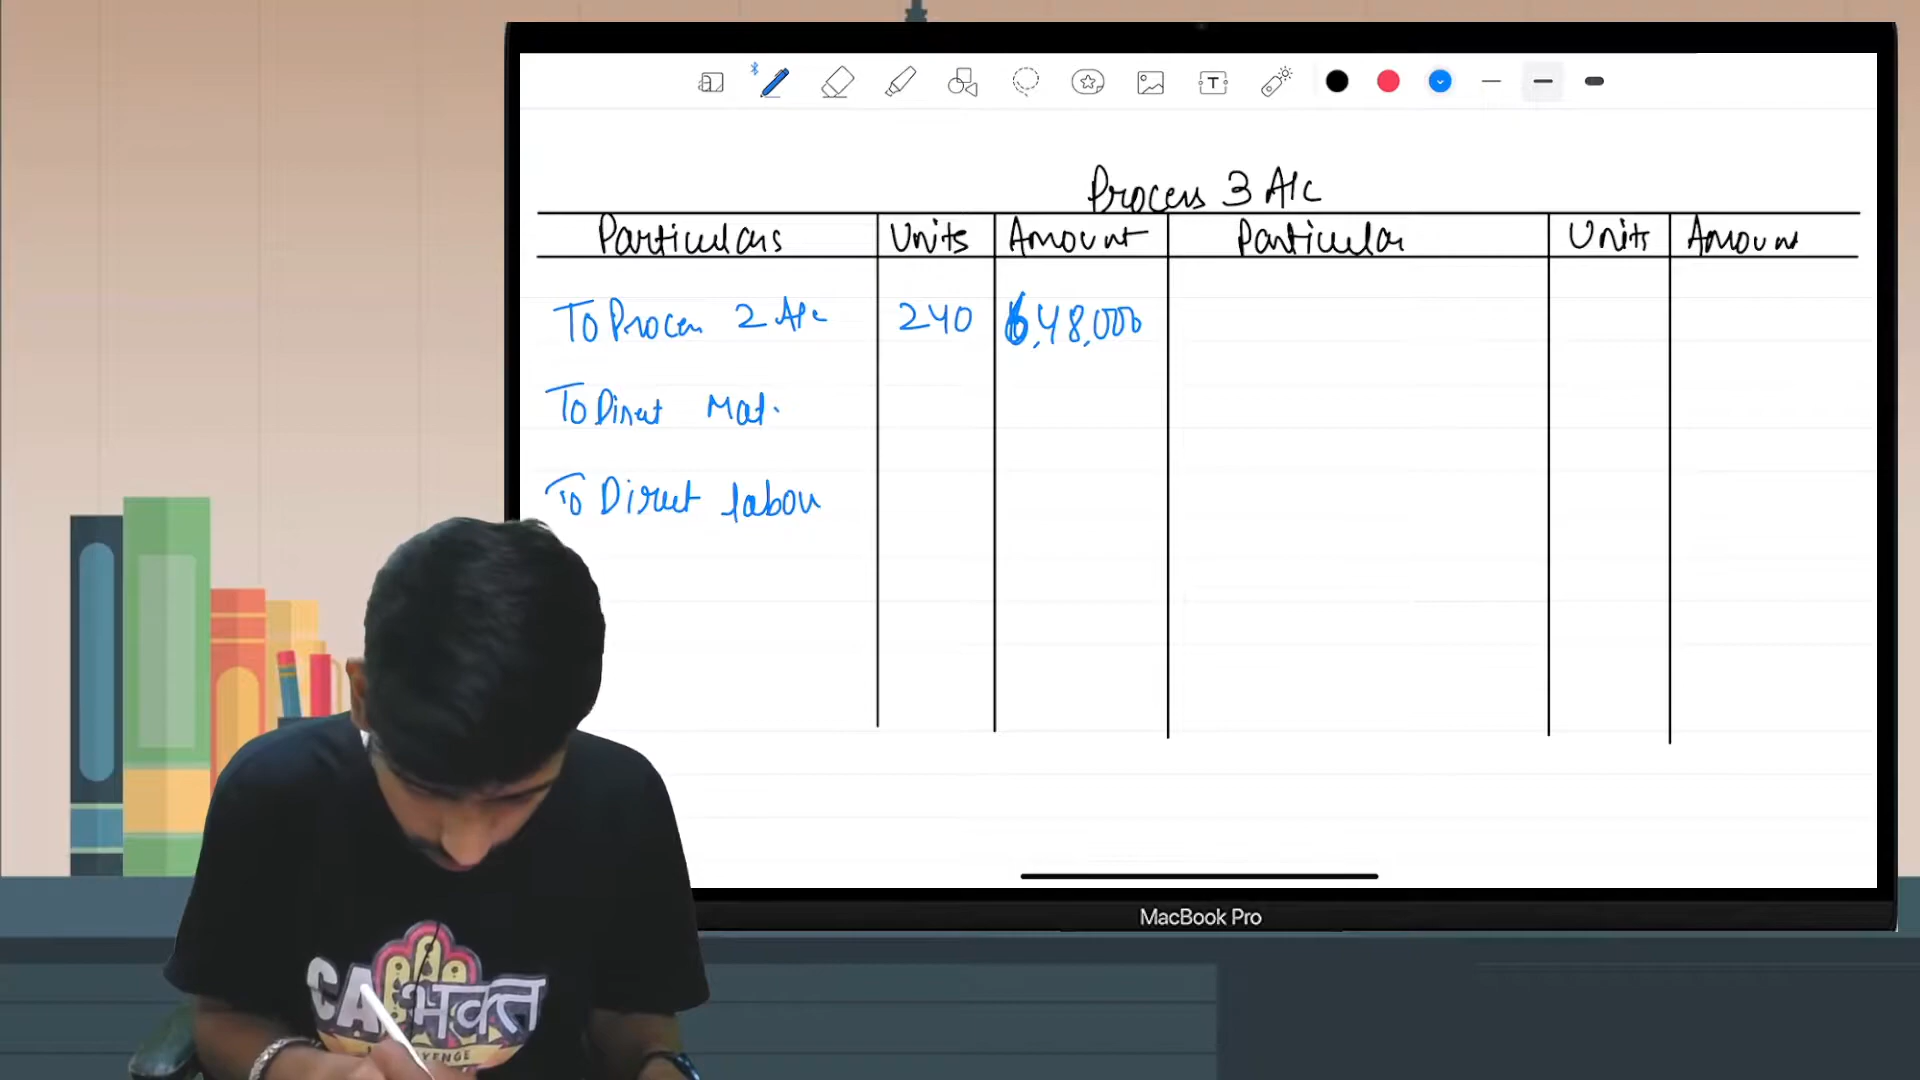 Process 3 A/c
Particulars Units Amount Particular Units Amount
To Process 2 A/c 240 6,48,000
To Direct Mat.
To Direct labou
MacBook Pro
CA भक्त